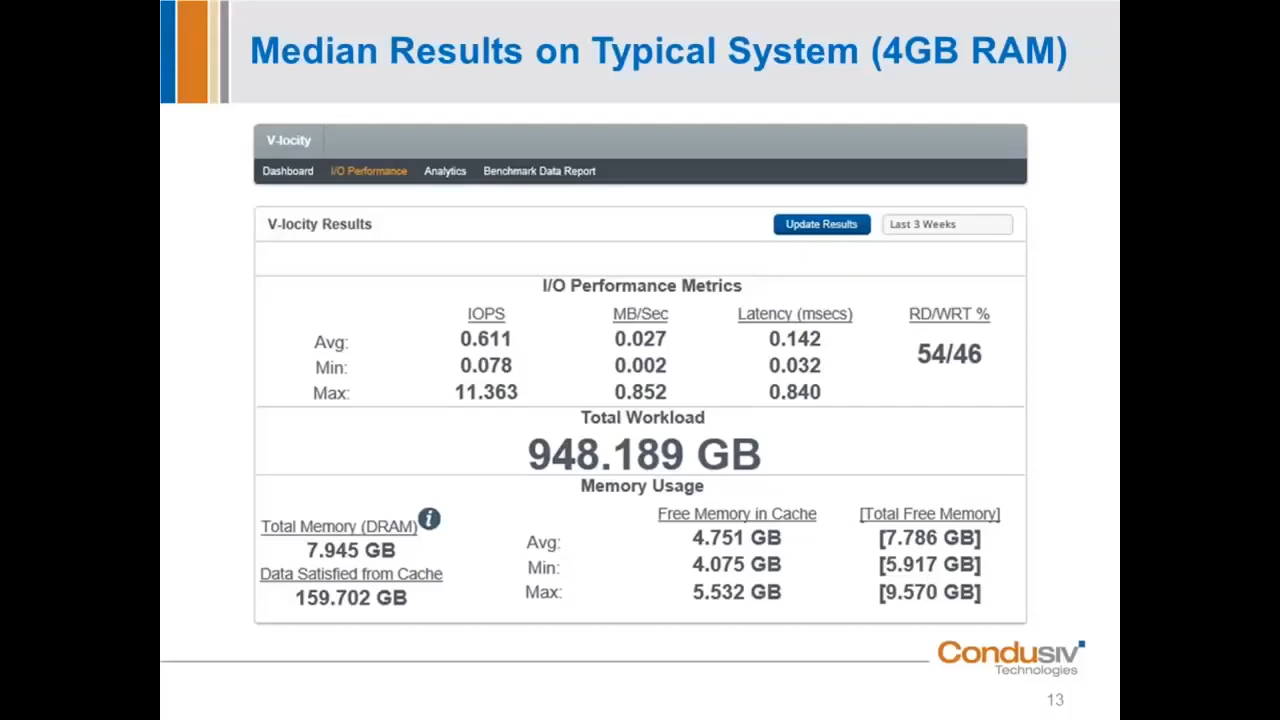 Median Results on Typical System (4GB RAM)
V-locity
Dashboard I/O Performance Analytics Benchmark Data Report
V-locity Results Update Results Last 3 Weeks
I/O Performance Metrics
IOPS MB/Sec Latency (msecs) RD/WRT %
Avg: 0.611 0.027 0.142 54/46
Min: 0.078 0.002 0.032
Max: 11.363 0.852 0.840
Total Workload
948.189 GB
Memory Usage
Total Memory (DRAM) i Free Memory in Cache [Total Free Memory]
7.945 GB Avg: 4.751 GB [7.786 GB]
Data Satisfied from Cache Min: 4.075 GB [5.917 GB]
159.702 GB Max: 5.532 GB [9.570 GB]
Condusiv
Technologies
13